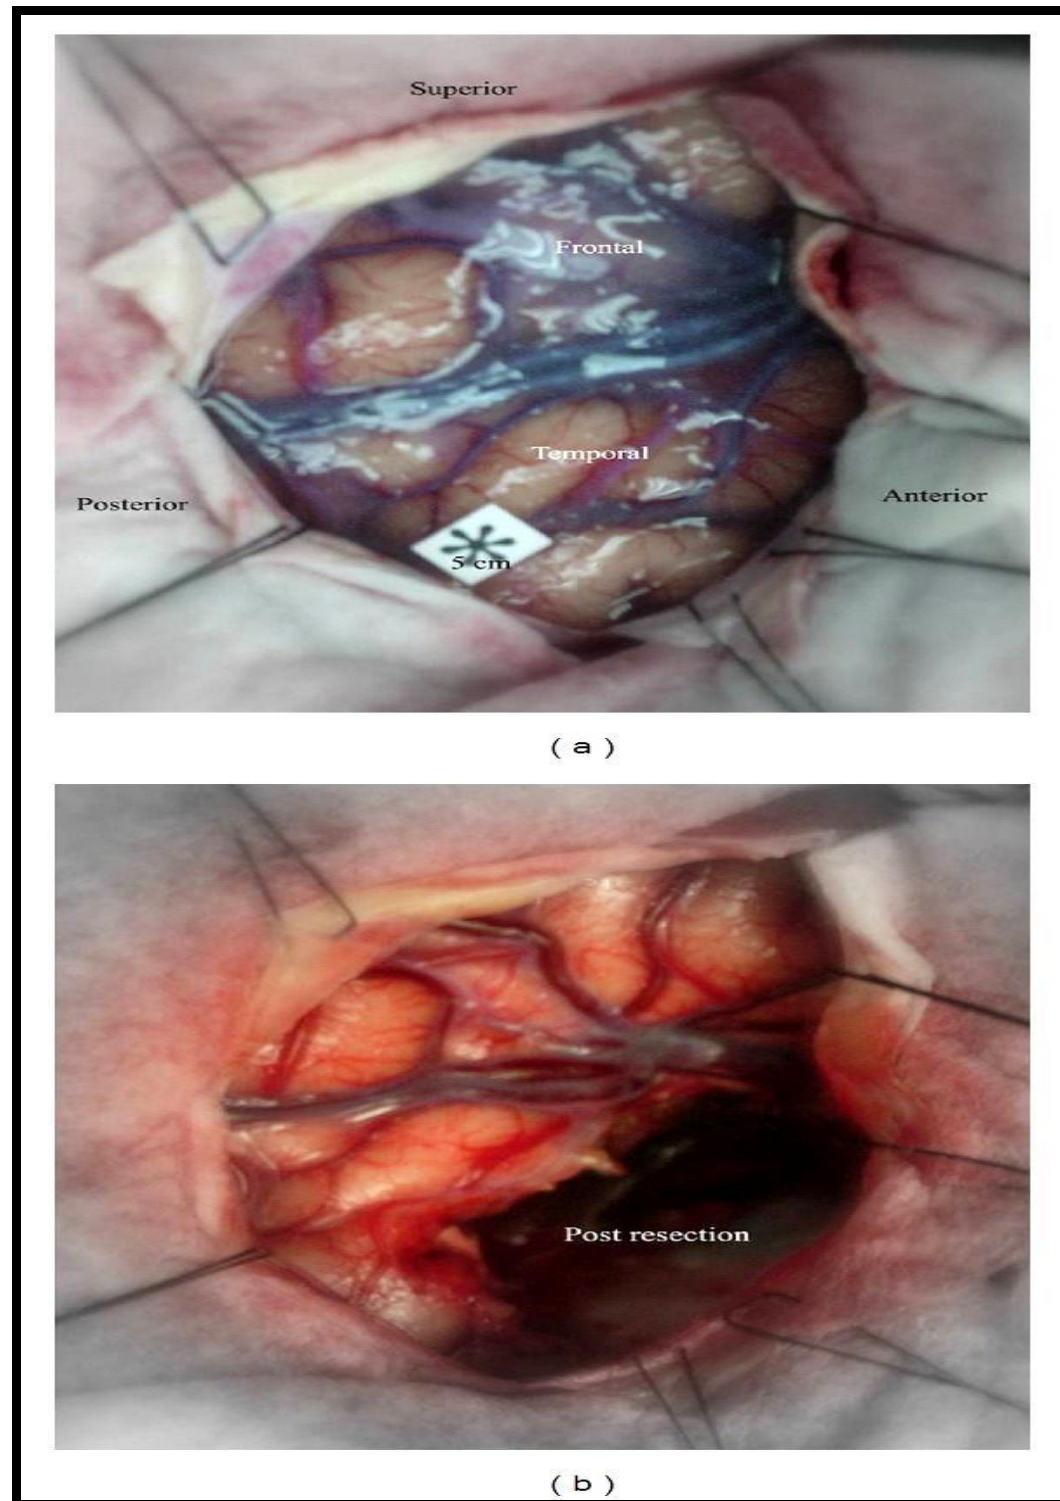 Superior
Frontal
Temporal
Posterior
Anterior
5 cm
( a )
Post resection
( b )